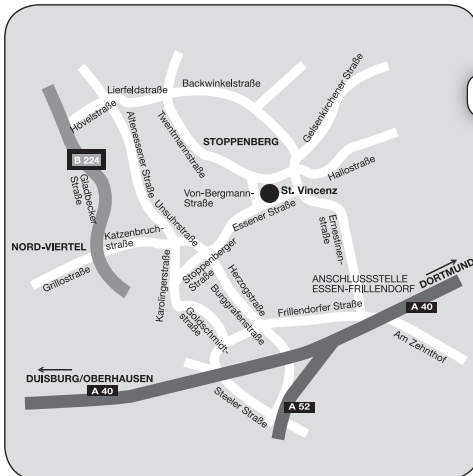 Backwinkelstraße
Lierfeldstraße
Gelsenkirchener Straße
Hövelstraße
Altenessener Straße
Twentmannstraße
STOPPENBERG
B 224
Gladbecker
Straße
Hallostraße
Von-Bergmann-
Straße
St. Vincenz
Unsuhrstraße
Essener Straße
Ernestinen-
straße
NORD-VIERTEL
Katzenbruch-
straße
Grillostraße
Karolingerstraße
Stoppenberger
Straße
Herzogstraße
Burggrafenstraße
ANSCHLUSSSTELLE
ESSEN-FRILLENDORF
DORTMUND
A 40
Frillendorfer Straße
Goldschmidt-
straße
Am Zehnthof
DUISBURG/OBERHAUSEN
A 40
Steeler Straße
A 52